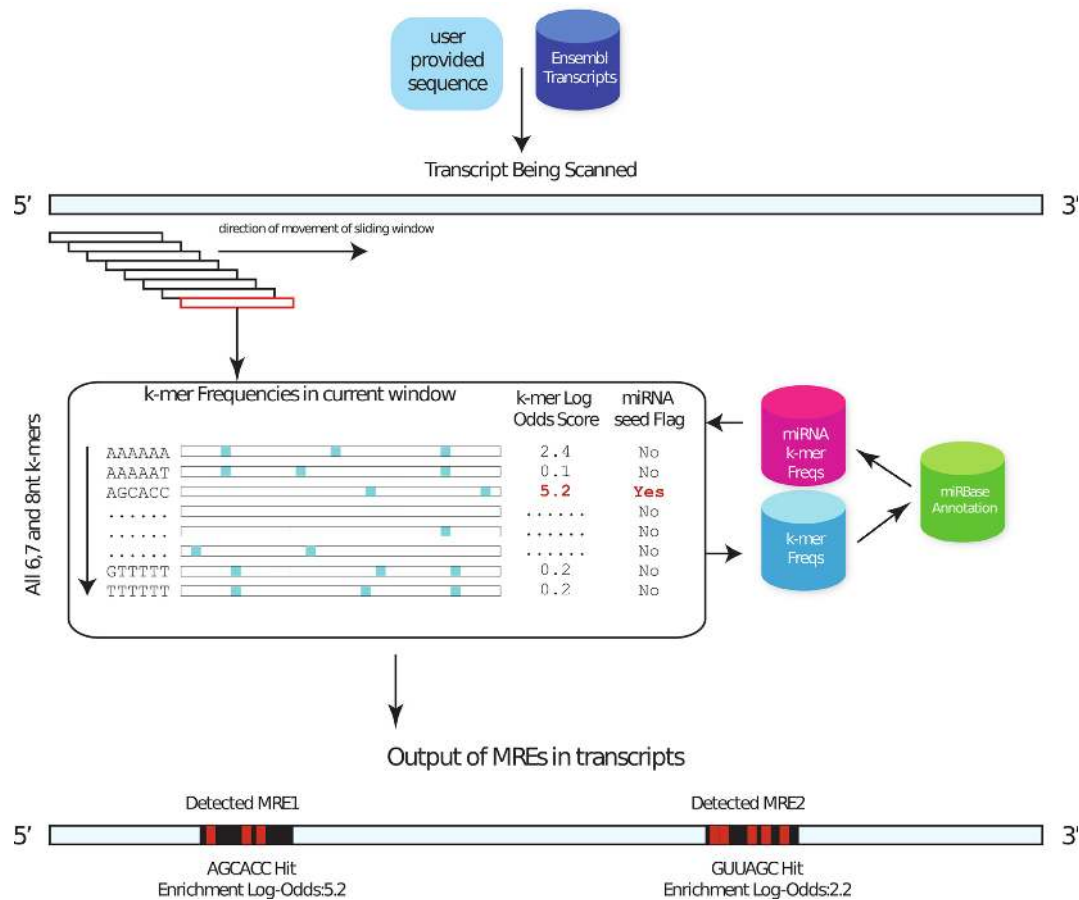 user
provided
sequence
Ensembl
Transcripts
Transcript Being Scanned
5' 3'
direction of movement of sliding window
k-mer Frequencies in current window
k-mer Log
Odds Score
miRNA
seed Flag
All 6,7 and 8nt k-mers
AAAAAA 2.4 No
AAAAAT 0.1 No
AGCACC 5.2 Yes
...... ...... No
...... ...... No
...... ...... No
GTTTTT 0.2 No
TTTTTT 0.2 No
miRNA
k-mer
Freqs
k-mer
Freqs
miRBase
Annotation
Output of MREs in transcripts
Detected MRE1
Detected MRE2
5' 3'
AGCACC Hit
Enrichment Log-Odds:5.2
GUUAGC Hit
Enrichment Log-Odds:2.2